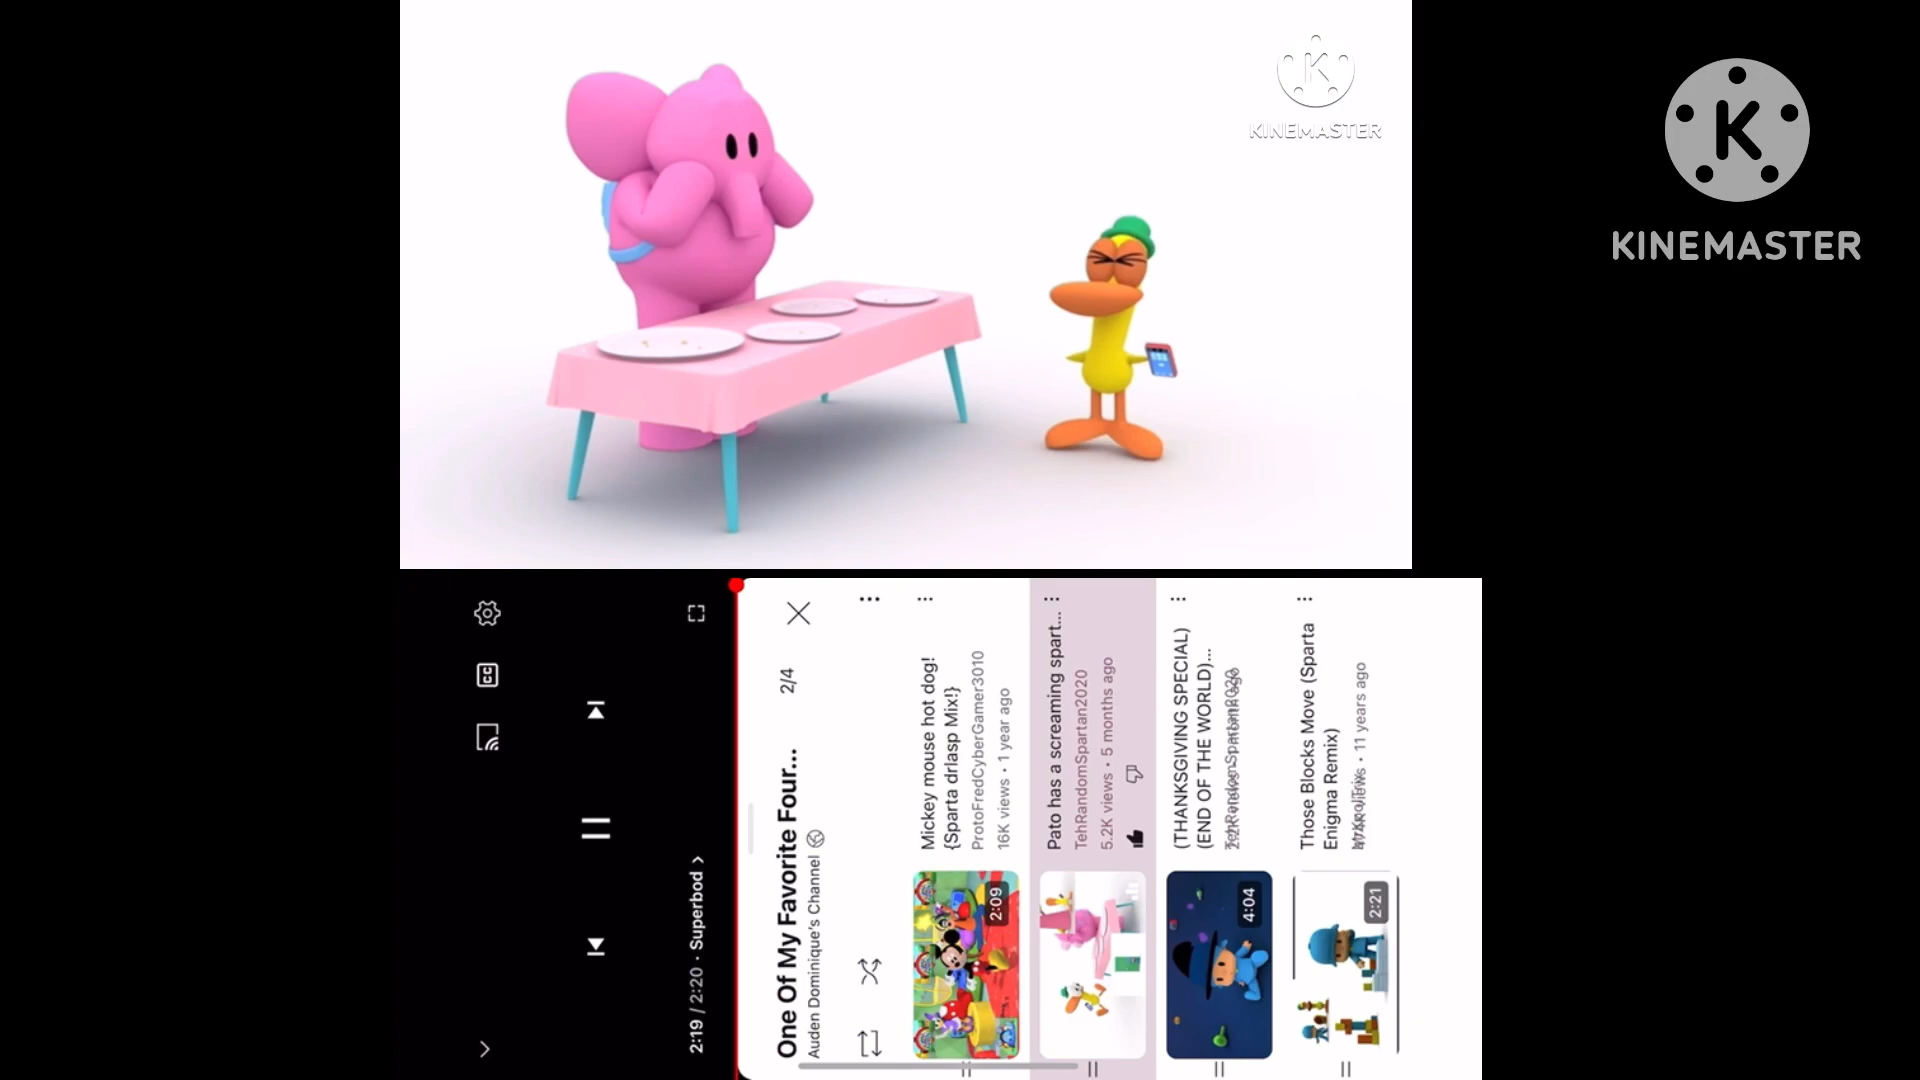 KINEMASTER
KINEMASTER
2:19 / 2:20 · Superbod >
One Of My Favorite Four...
2/4
Auden Dominique's Channel
Mickey mouse hot dog!
{Sparta drlasp Mix!}
ProtoFredCyberGamer3010
16K views • 1 year ago
2:09
Pato has a screaming spart...
TehRandomSpartan2020
5.2K views • 5 months ago
(THANKSGIVING SPECIAL)
(END OF THE WORLD)...
TehRandomSpartan2020
4:04
Those Blocks Move (Sparta
Enigma Remix)
views • 11 years ago
2:21
CC